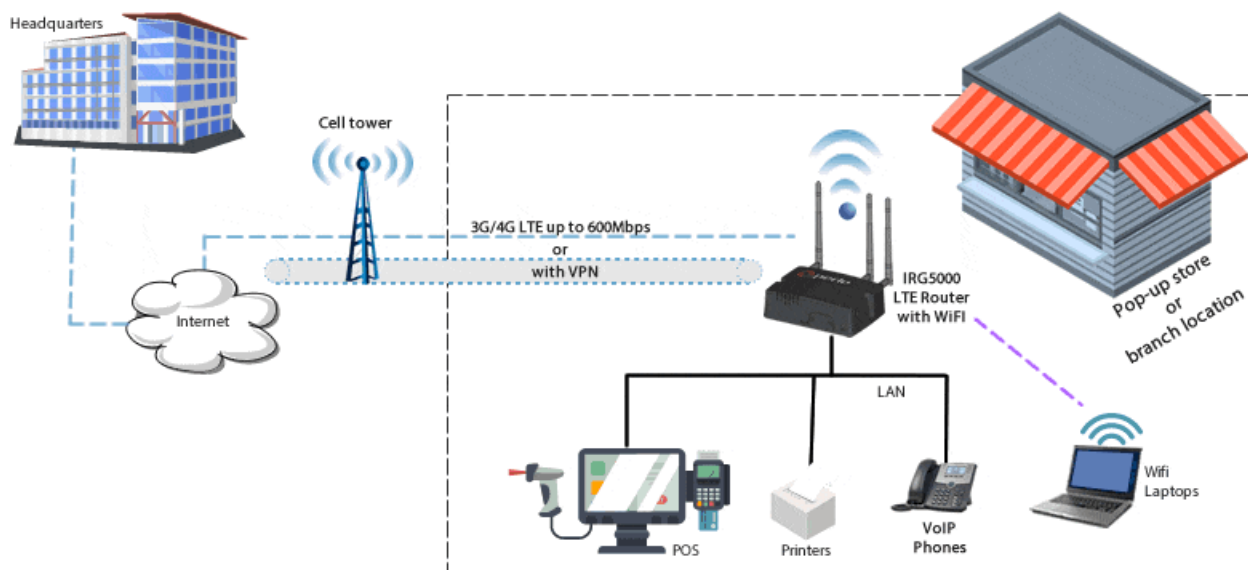 Headquarters
Cell tower
3G/4G LTE up to 600Mbps
or
with VPN
Internet
perle
IRG5000
LTE Router
with WiFI
Pop-up store
or
branch location
LAN
POS
Printers
VoIP
Phones
Wifi
Laptops